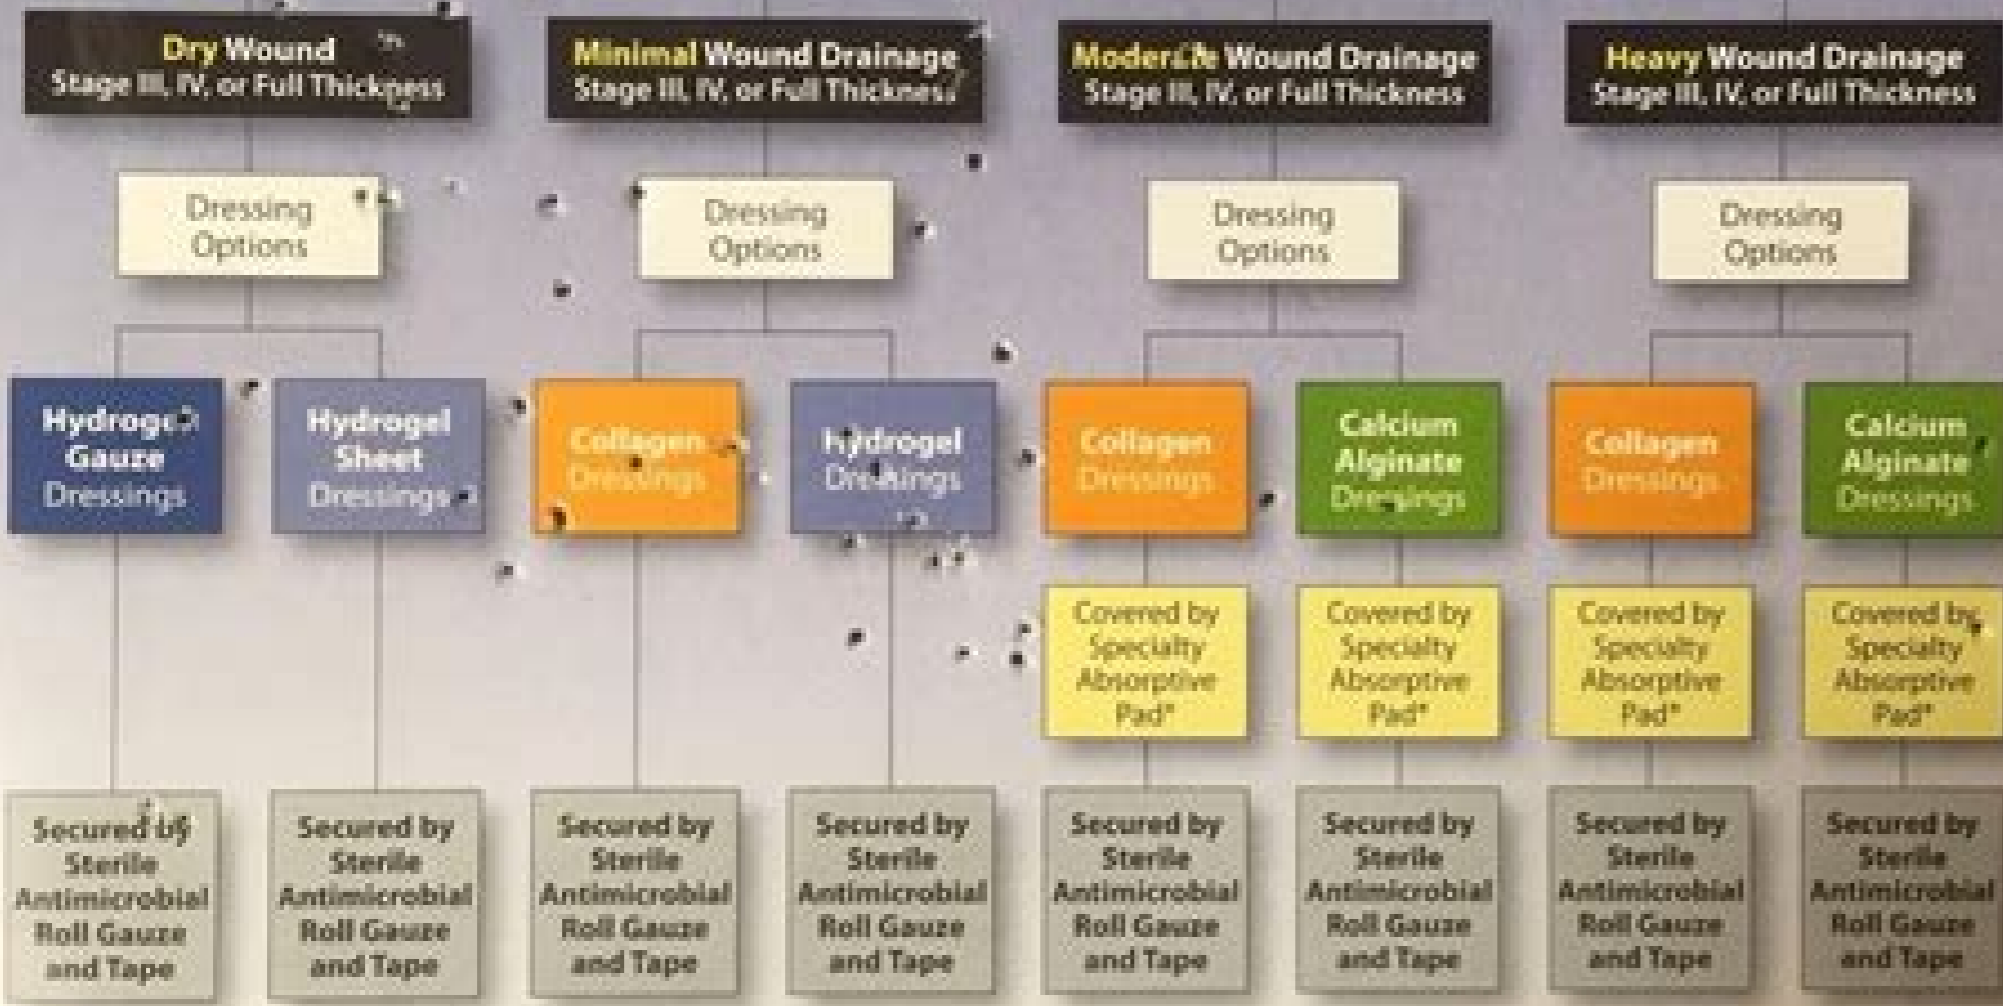 Dry Wound
Stage III, IV, or Full Thickness
Minimal Wound Drainage
Stage III, IV, or Full Thickness
Moderate Wound Drainage
Stage III, IV, or Full Thickness
Heavy Wound Drainage
Stage III, IV, or Full Thickness
Dressing
Options
Dressing
Options
Dressing
Options
Dressing
Options
Hydrogel
Gauze
Dressings
Hydrogel
Sheet
Dressings
Collagen
Dressings
Hydrogel
Dressings
Collagen
Dressings
Calcium
Alginate
Dressings
Collagen
Dressings
Calcium
Alginate
Dressings
Covered by
Specialty
Absorptive
Pad*
Covered by
Specialty
Absorptive
Pad*
Covered by
Specialty
Absorptive
Pad*
Covered by
Specialty
Absorptive
Pad*
Secured by
Sterile
Antimicrobial
Roll Gauze
and Tape
Secured by
Sterile
Antimicrobial
Roll Gauze
and Tape
Secured by
Sterile
Antimicrobial
Roll Gauze
and Tape
Secured by
Sterile
Antimicrobial
Roll Gauze
and Tape
Secured by
Sterile
Antimicrobial
Roll Gauze
and Tape
Secured by
Sterile
Antimicrobial
Roll Gauze
and Tape
Secured by
Sterile
Antimicrobial
Roll Gauze
and Tape
Secured by
Sterile
Antimicrobial
Roll Gauze
and Tape